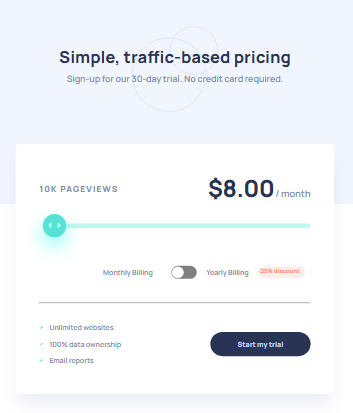 Simple, traffic-based pricing
Sign-up for our 30-day trial. No credit card required.
10K PAGEVIEWS
$8.00 / month
Monthly Billing
Yearly Billing
-25% discount
Unlimited websites
100% data ownership
Email reports
Start my trial